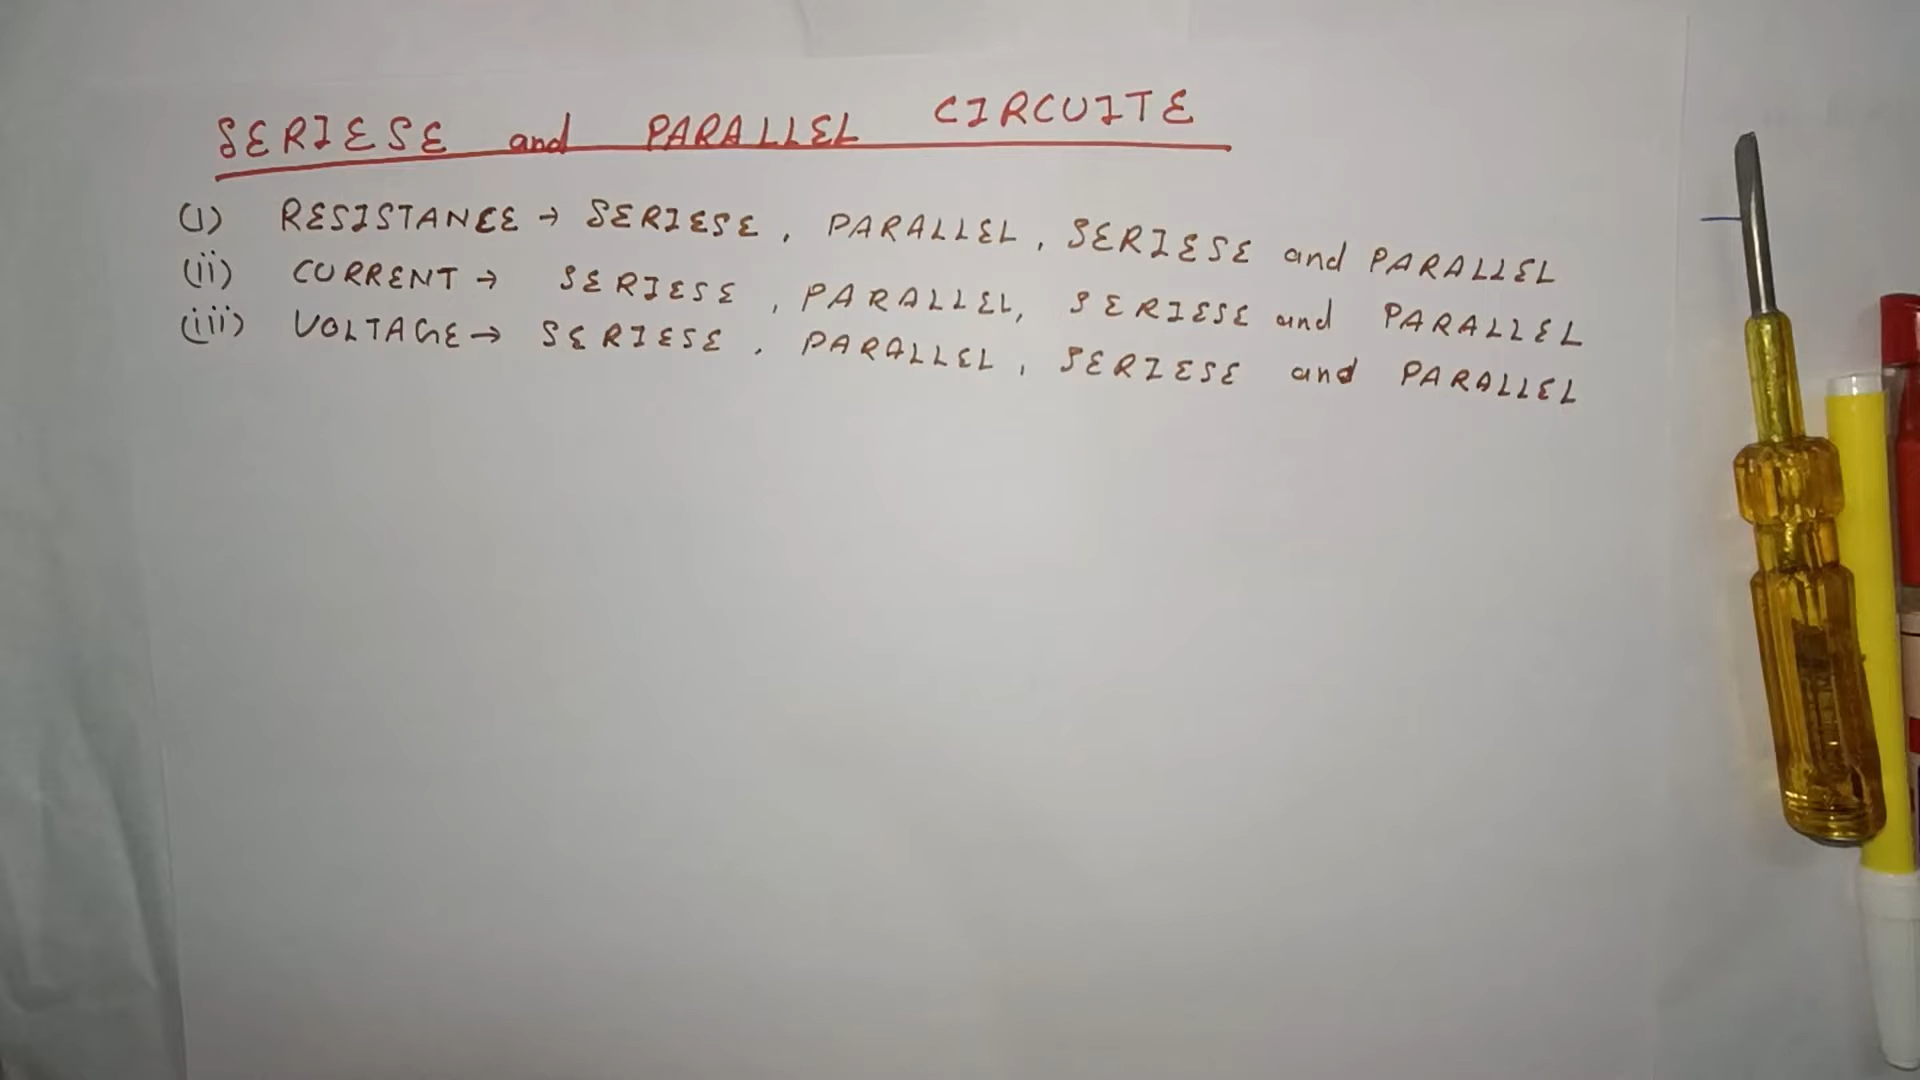 SERIESE and PARALLEL CIRCUITE
(i) RESISTANCE → SERIESE, PARALLEL, SERIESE and PARALLEL
(ii) CURRENT → SERIESE, PARALLEL, SERIESE and PARALLEL
(iii) VOLTAGE → SERIESE, PARALLEL, SERIESE and PARALLEL